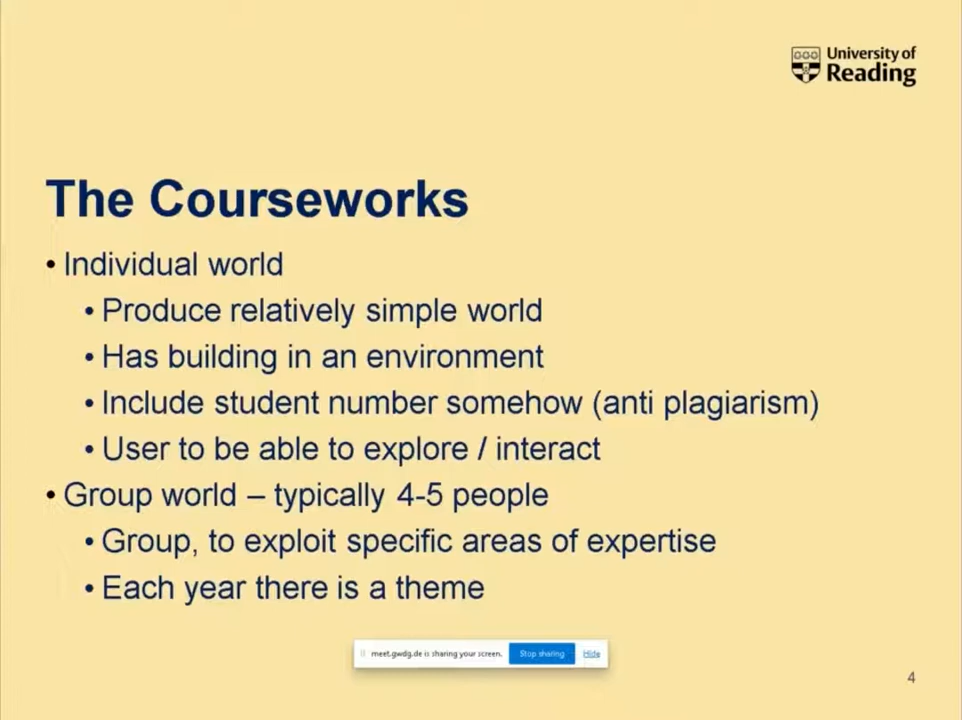 University of
Reading
The Courseworks
• Individual world
• Produce relatively simple world
• Has building in an environment
• Include student number somehow (anti plagiarism)
• User to be able to explore / interact
• Group world – typically 4-5 people
• Group, to exploit specific areas of expertise
• Each year there is a theme
meet.gwdg.de is sharing your screen. Stop sharing Hide
4